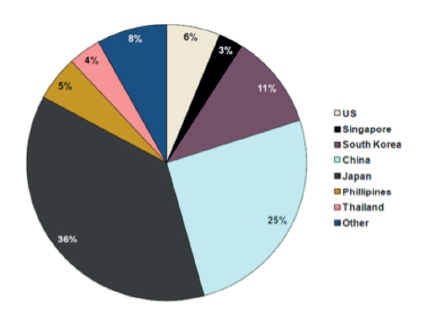 8%
6%
4%
3%
5%
11%
US
Singapore
South Korea
China
Japan
Phillipines
Thailand
Other
25%
36%